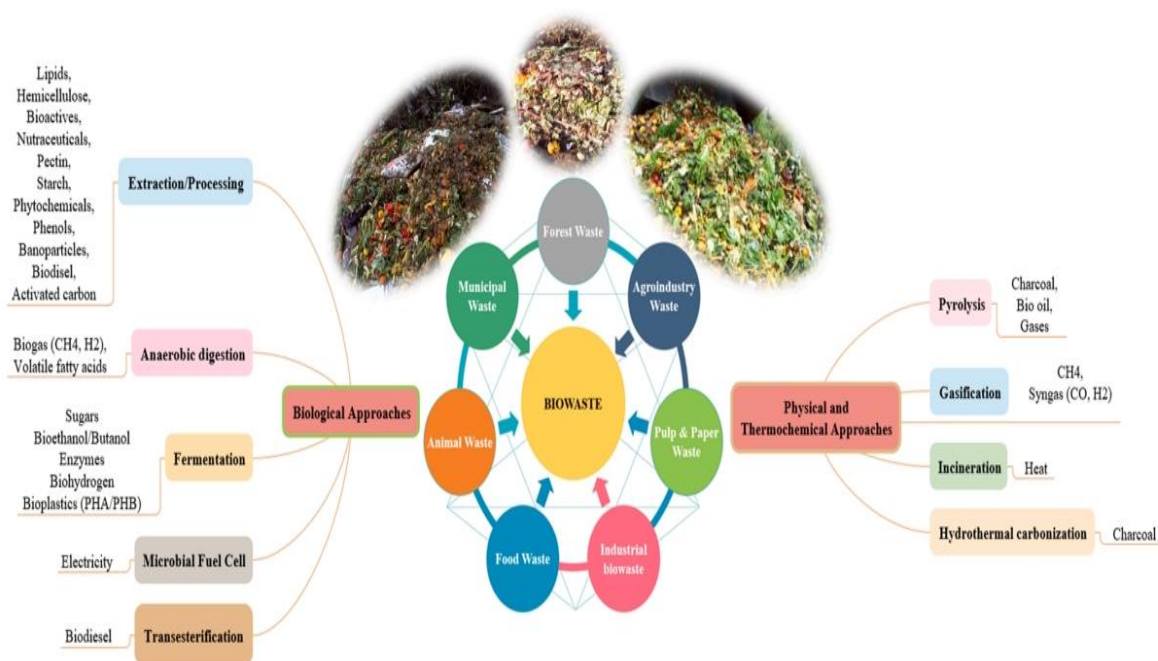 Lipids,
Hemicellulose,
Bioactives,
Nutraceuticals,
Pectin,
Starch,
Phytochemicals,
Phenols,
Banoparticles,
Biodisel,
Activated carbon
Extraction/Processing
Biogas (CH4, H2),
Volatile fatty acids
Anaerobic digestion
Sugars
Bioethanol/Butanol
Enzymes
Biohydrogen
Bioplastics (PHA/PHB)
Fermentation
Electricity
Microbial Fuel Cell
Biodiesel
Transesterification
Biological Approaches
Forest Waste
Municipal
Waste
Agroindustry
Waste
BIOWASTE
Animal Waste
Pulp & Paper
Waste
Food Waste
Industrial
biowaste
Physical and
Thermochemical Approaches
Pyrolysis
Charcoal,
Bio oil,
Gases
Gasification
CH4,
Syngas (CO, H2)
Incineration
Heat
Hydrothermal carbonization
Charcoal